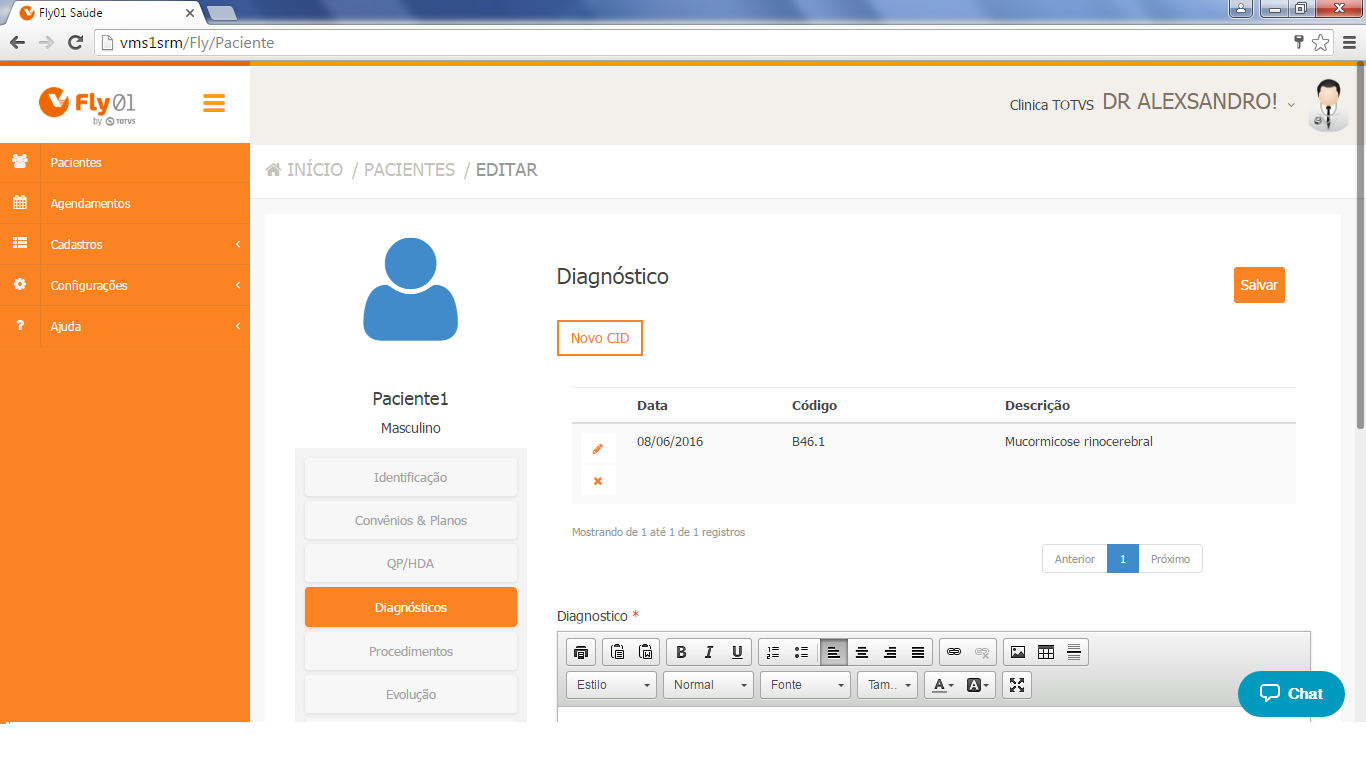 Fly01 Saúde
vms1srm/Fly/Paciente
Fly01
by TOTVS
Clinica TOTVS DR ALEXSANDRO!
Pacientes
Agendamentos
Cadastros
Configurações
Ajuda
INÍCIO / PACIENTES / EDITAR
Paciente1
Masculino
Identificação
Convênios & Planos
QP/HDA
Diagnósticos
Procedimentos
Evolução
Diagnóstico
Salvar
Novo CID
Data Código Descrição
08/06/2016 B46.1 Mucormicose rinocerebral
Mostrando de 1 até 1 de 1 registros
Anterior 1 Próximo
Diagnostico *
B I U
Estilo Normal Fonte Tam.. A A
Chat